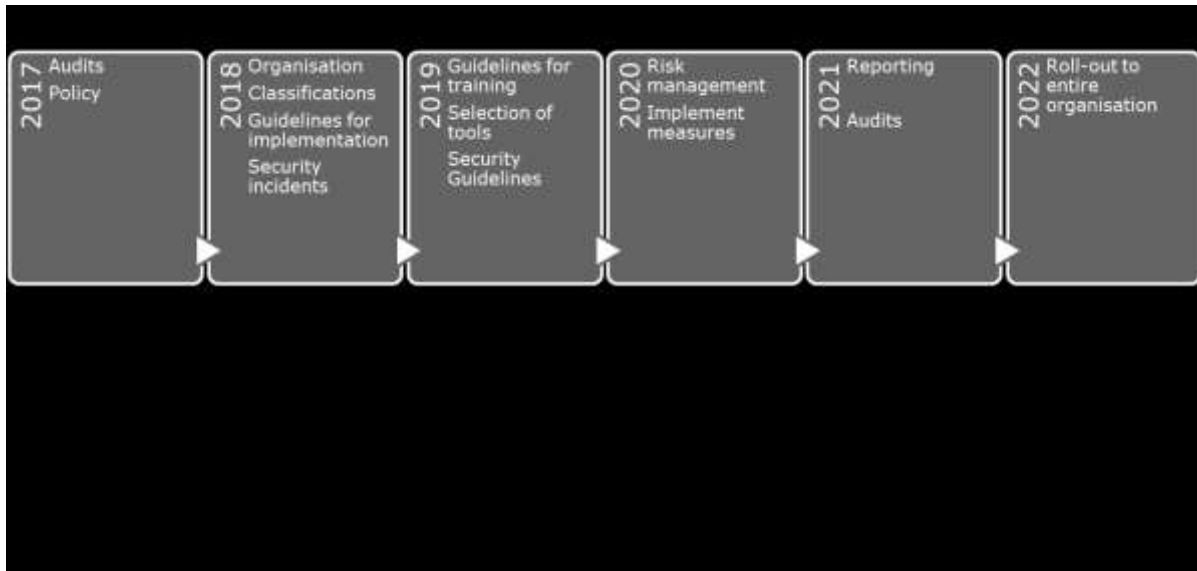 2017
Audits
Policy
2018
Organisation
Classifications
Guidelines for
implementation
Security
incidents
2019
Guidelines for
training
Selection of
tools
Security
Guidelines
2020
Risk
management
Implement
measures
2021
Reporting
Audits
2022
Roll-out to
entire
organisation